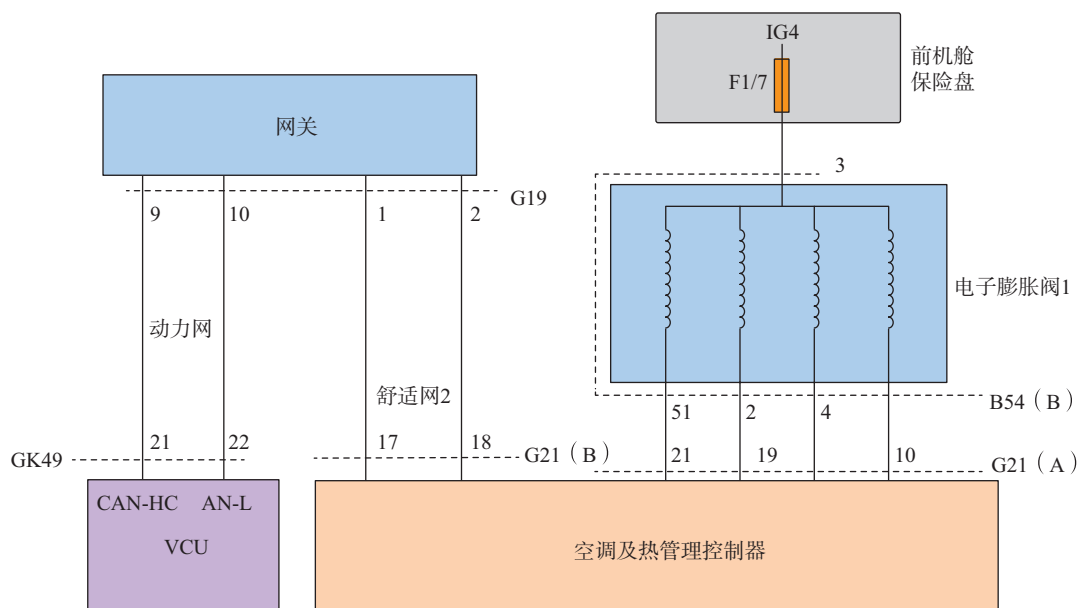 IG4
F1/7
前机舱
保险盘
网关
3
G19
9
10
1
2
电子膨胀阀1
动力网
舒适网2
51
2
4
B54（B）
21
22
17
18
GK49
G21（B）
21
19
10
G21（A）
CAN-HC AN-L
VCU
空调及热管理控制器